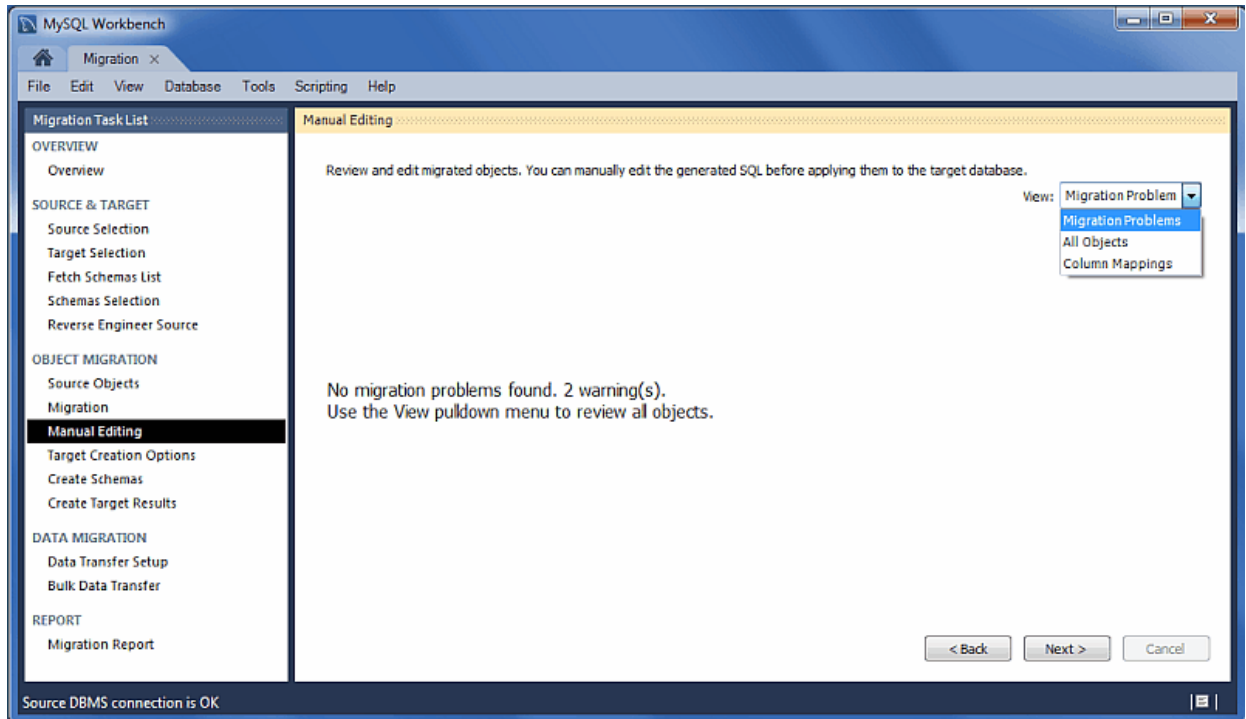 MySQL Workbench
Migration ×
File Edit View Database Tools Scripting Help
Migration Task List
OVERVIEW
Overview
SOURCE & TARGET
Source Selection
Target Selection
Fetch Schemas List
Schemas Selection
Reverse Engineer Source
OBJECT MIGRATION
Source Objects
Migration
Manual Editing
Target Creation Options
Create Schemas
Create Target Results
DATA MIGRATION
Data Transfer Setup
Bulk Data Transfer
REPORT
Migration Report
Manual Editing
Review and edit migrated objects. You can manually edit the generated SQL before applying them to the target database.
View: Migration Problem
Migration Problems
All Objects
Column Mappings
No migration problems found. 2 warning(s).
Use the View pulldown menu to review all objects.
< Back Next > Cancel
Source DBMS connection is OK